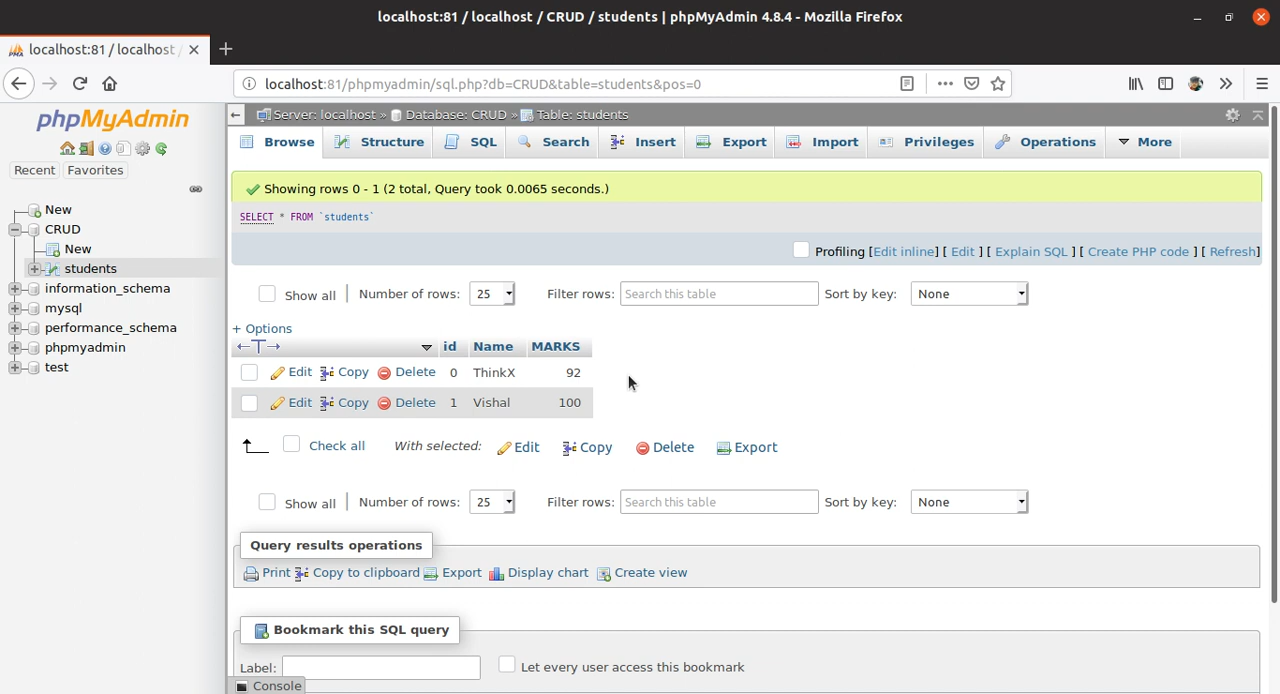 localhost:81 / localhost / CRUD / students | phpMyAdmin 4.8.4 - Mozilla Firefox
localhost:81 / localhost /
localhost:81/phpmyadmin/sql.php?db=CRUD&table=students&pos=0
phpMyAdmin
Recent Favorites
New
CRUD
New
students
information_schema
mysql
performance_schema
phpmyadmin
test
Server: localhost » Database: CRUD » Table: students
Browse Structure SQL Search Insert Export Import Privileges Operations More
Showing rows 0 - 1 (2 total, Query took 0.0065 seconds.)
SELECT * FROM `students`
Profiling [Edit inline] [ Edit ] [ Explain SQL ] [ Create PHP code ] [ Refresh]
Show all | Number of rows: 25 Filter rows: Search this table Sort by key: None
+ Options
←T→ id Name MARKS
Edit Copy Delete 0 ThinkX 92
Edit Copy Delete 1 Vishal 100
Check all With selected: Edit Copy Delete Export
Show all | Number of rows: 25 Filter rows: Search this table Sort by key: None
Query results operations
Print Copy to clipboard Export Display chart Create view
Bookmark this SQL query
Label: Let every user access this bookmark
Console